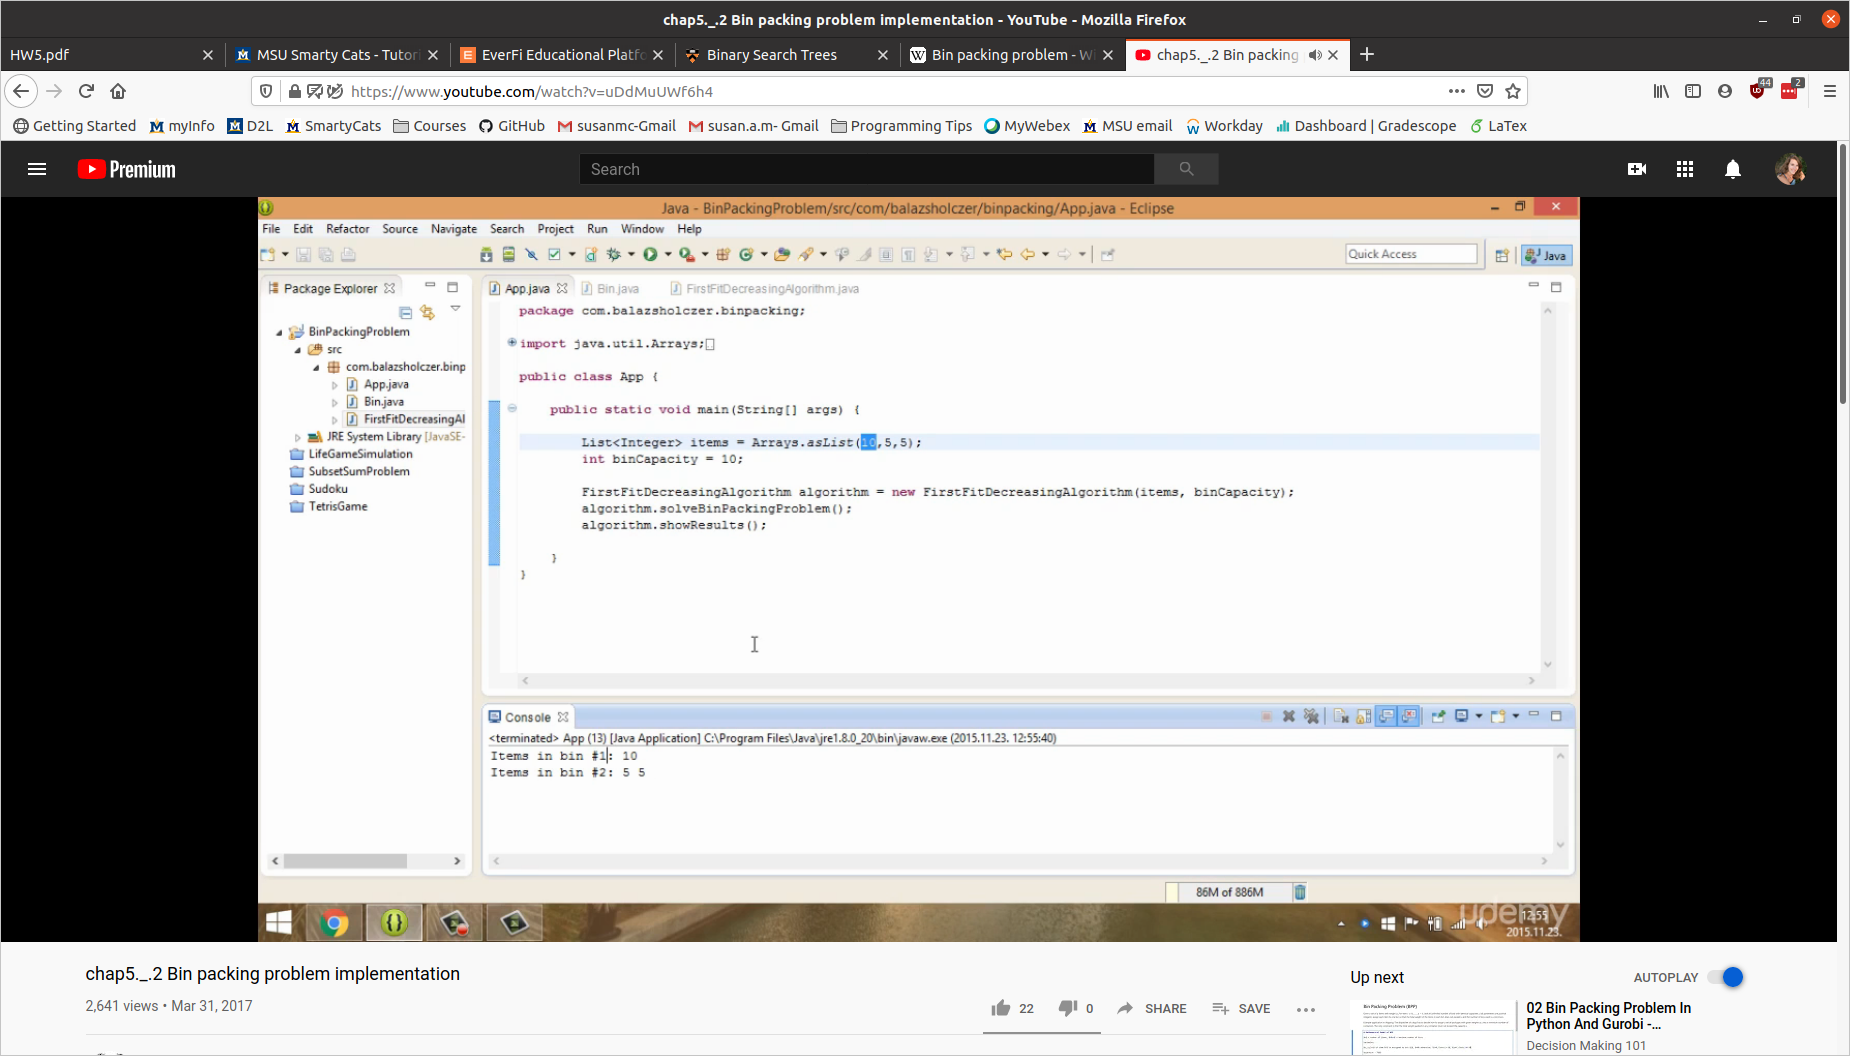 chap5._.2 Bin packing problem implementation - YouTube - Mozilla Firefox
HW5.pdf
MSU Smarty Cats - Tutori
EverFi Educational Platfo
Binary Search Trees
Bin packing problem - W
chap5._.2 Bin packing
https://www.youtube.com/watch?v=uDdMuUWf6h4
44
2
Getting Started myInfo D2L SmartyCats Courses GitHub susanmc-Gmail susan.a.m- Gmail Programming Tips MyWebex MSU email Workday Dashboard | Gradescope LaTex
Premium
Search
Java - BinPackingProblem/src/com/balazsholczer/binpacking/App.java - Eclipse
File Edit Refactor Source Navigate Search Project Run Window Help
Quick Access
Java
Package Explorer
BinPackingProblem
src
com.balazsholczer.binp
App.java
Bin.java
FirstFitDecreasingAl
JRE System Library [JavaSE-
LifeGameSimulation
SubsetSumProblem
Sudoku
TetrisGame
App.java
Bin.java
FirstFitDecreasingAlgorithm.java
package com.balazsholczer.binpacking;
import java.util.Arrays;
public class App {
public static void main(String[] args) {
List<Integer> items = Arrays.asList(10,5,5);
int binCapacity = 10;
FirstFitDecreasingAlgorithm algorithm = new FirstFitDecreasingAlgorithm(items, binCapacity);
algorithm.solveBinPackingProblem();
algorithm.showResults();
}
}
Console
<terminated> App (13) [Java Application] C:\Program Files\Java\jre1.8.0_20\bin\javaw.exe (2015.11.23. 12:55:40)
Items in bin #1: 10
Items in bin #2: 5 5
86M of 886M
udemy
12:55
2015.11.23.
chap5._.2 Bin packing problem implementation
2,641 views • Mar 31, 2017
22
0
SHARE
SAVE
Up next
AUTOPLAY
Bin Packing Problem (BPP)
02 Bin Packing Problem In
Python And Gurobi -...
Decision Making 101